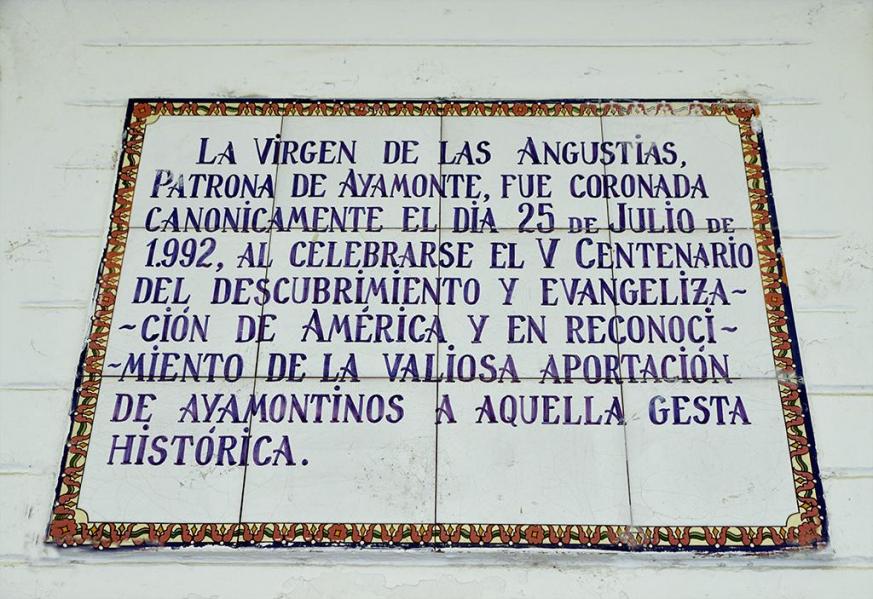 LA VIRGEN DE LAS ANGUSTIAS,
PATRONA DE AYAMONTE, FUE CORONADA
CANONICAMENTE EL DIA 25 DE JULIO DE
1.992, AL CELEBRARSE EL V CENTENARIO
DEL DESCUBRIMIENTO Y EVANGELIZA~
~CIÓN DE AMÉRICA Y EN RECONOCI~
~MIENTO DE LA VALIOSA APORTACIÓN
DE AYAMONTINOS A AQUELLA GESTA
HISTÓRICA.